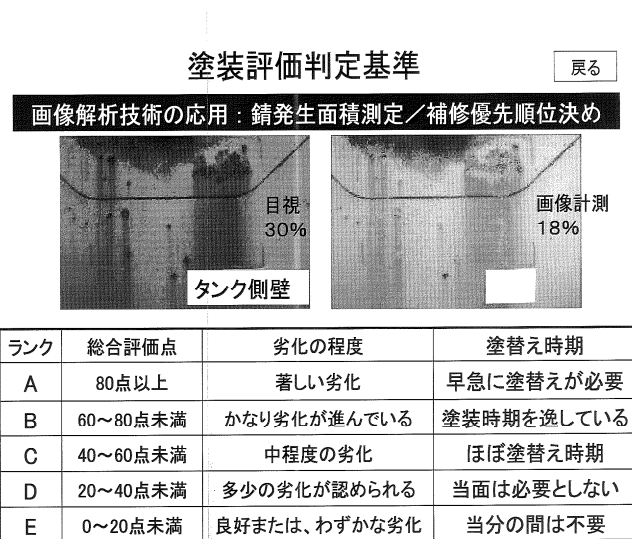 塗装評価判定基準
戻る
画像解析技術の応用：錆発生面積測定／補修優先順位決め
目視
30%
タンク側壁
画像計測
18%
ランク 総合評価点 劣化の程度 塗替え時期
A 80点以上 著しい劣化 早急に塗替えが必要
B 60～80点未満 かなり劣化が進んでいる 塗装時期を逸している
C 40～60点未満 中程度の劣化 ほぼ塗替え時期
D 20～40点未満 多少の劣化が認められる 当面は必要としない
E 0～20点未満 良好または、わずかな劣化 当分の間は不要